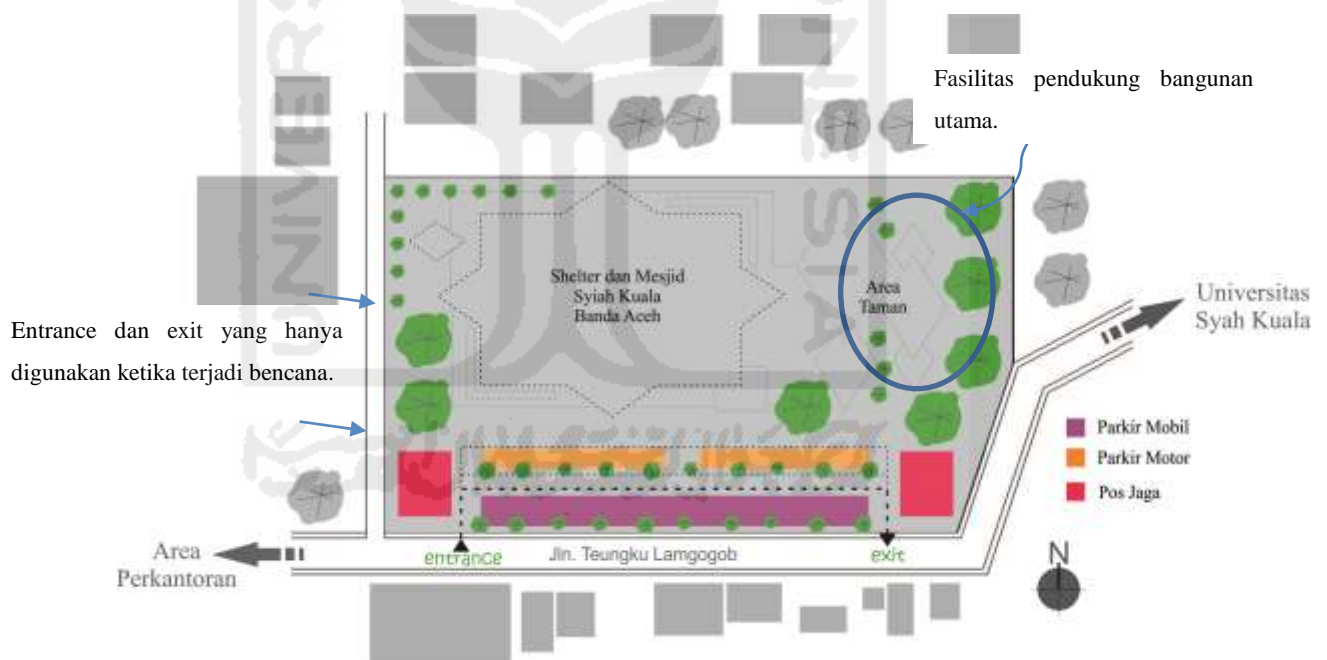 Fasilitas pendukung bangunan
utama.
Shelter dan Mesjid
Syiah Kuala
Banda Aceh
Area
Taman
Universitas
Syah Kuala
Entrance dan exit yang hanya
digunakan ketika terjadi bencana.
Parkir Mobil
Parkir Motor
Pos Jaga
Area
Perkantoran
entrance
Jln. Teungku Lamgogob
exit
N